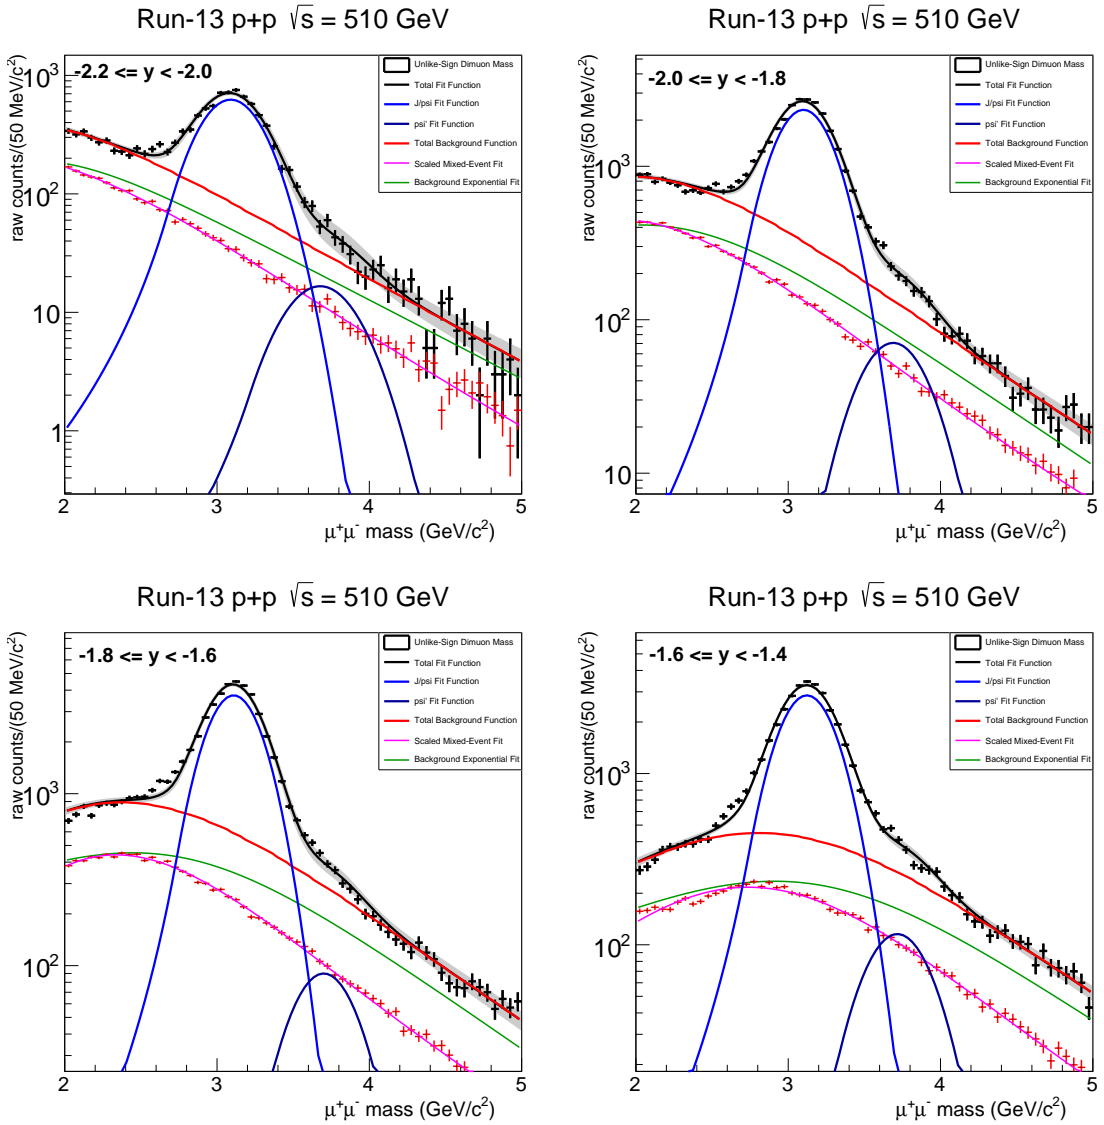 Run-13 p+p √s = 510 GeV
-2.2 <= y < -2.0
Unlike-Sign Dimuon Mass
Total Fit Function
J/psi Fit Function
psi' Fit Function
Total Background Function
Scaled Mixed-Event Fit
Background Exponential Fit
raw counts/(50 MeV/c²)
10³
10²
10
1
2 3 4 5
μ⁺μ⁻ mass (GeV/c²)
Run-13 p+p √s = 510 GeV
-2.0 <= y < -1.8
Unlike-Sign Dimuon Mass
Total Fit Function
J/psi Fit Function
psi' Fit Function
Total Background Function
Scaled Mixed-Event Fit
Background Exponential Fit
raw counts/(50 MeV/c²)
10³
10²
10
2 3 4 5
μ⁺μ⁻ mass (GeV/c²)
Run-13 p+p √s = 510 GeV
-1.8 <= y < -1.6
Unlike-Sign Dimuon Mass
Total Fit Function
J/psi Fit Function
psi' Fit Function
Total Background Function
Scaled Mixed-Event Fit
Background Exponential Fit
raw counts/(50 MeV/c²)
10³
10²
2 3 4 5
μ⁺μ⁻ mass (GeV/c²)
Run-13 p+p √s = 510 GeV
-1.6 <= y < -1.4
Unlike-Sign Dimuon Mass
Total Fit Function
J/psi Fit Function
psi' Fit Function
Total Background Function
Scaled Mixed-Event Fit
Background Exponential Fit
raw counts/(50 MeV/c²)
10³
10²
2 3 4 5
μ⁺μ⁻ mass (GeV/c²)